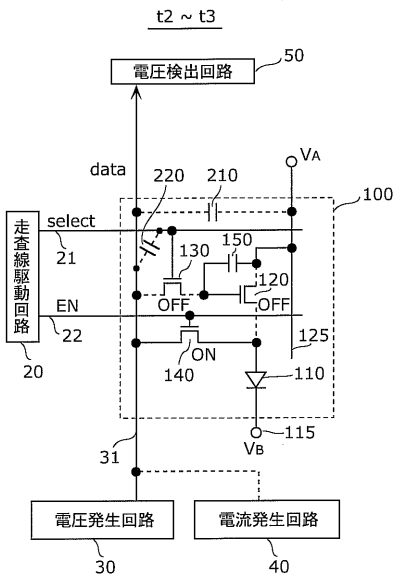 t2 ~ t3
50
電圧検出回路
VA
data
220
210
100
select
21
150
130
120
OFF
OFF
走査線駆動回路
EN
22
20
140
ON
125
110
115
VB
31
電圧発生回路
電流発生回路
30
40